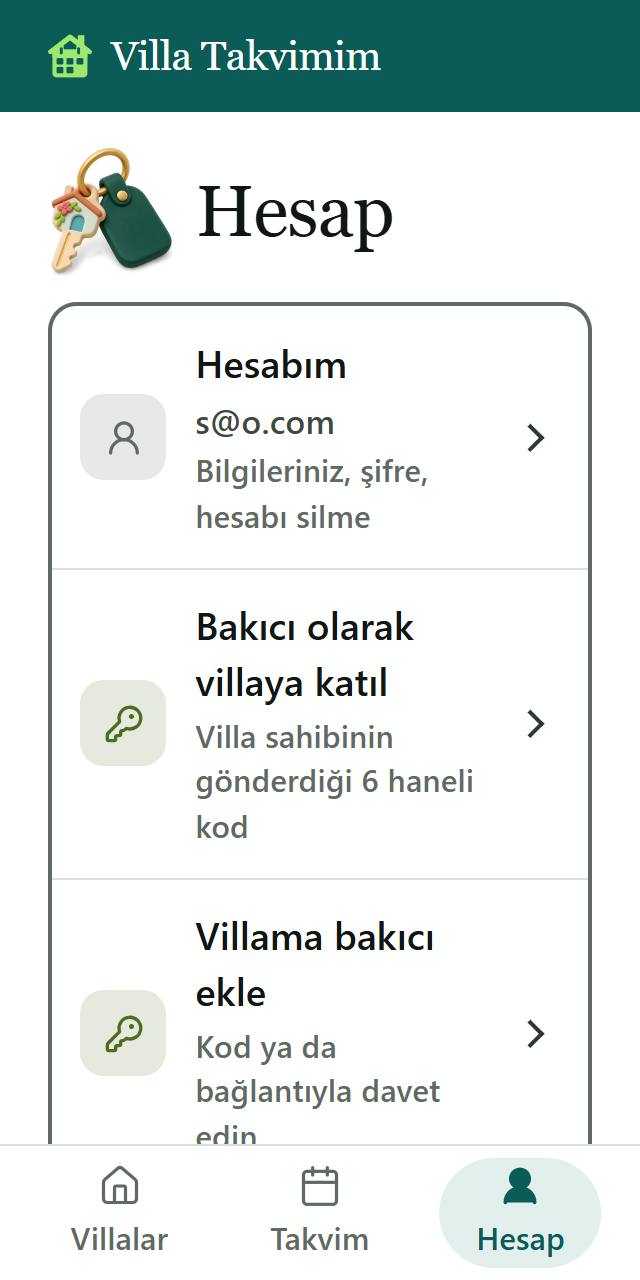 Villa Takvimim
Hesap
Hesabım
s@o.com
Bilgileriniz, şifre,
hesabı silme
Bakıcı olarak
villaya katıl
Villa sahibinin
gönderdiği 6 haneli
kod
Villama bakıcı
ekle
Kod ya da
bağlantıyla davet
edin
Villalar
Takvim
Hesap